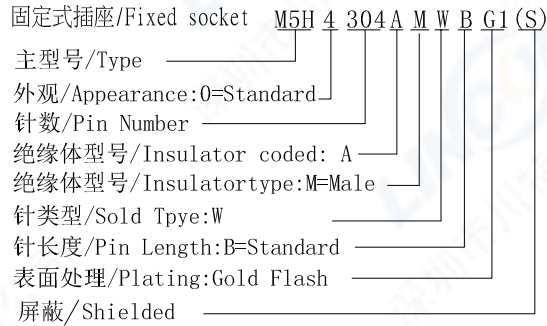 固定式插座/Fixed socket M5H 4 304 A M W B G1(S)
主型号/Type
外观/Appearance:0=Standard
针数/Pin Number
绝缘体型号/Insulator coded: A
绝缘体型号/Insulatortype:M=Male
针类型/Sold Tpye:W
针长度/Pin Length:B=Standard
表面处理/Plating:Gold Flash
屏蔽/Shielded